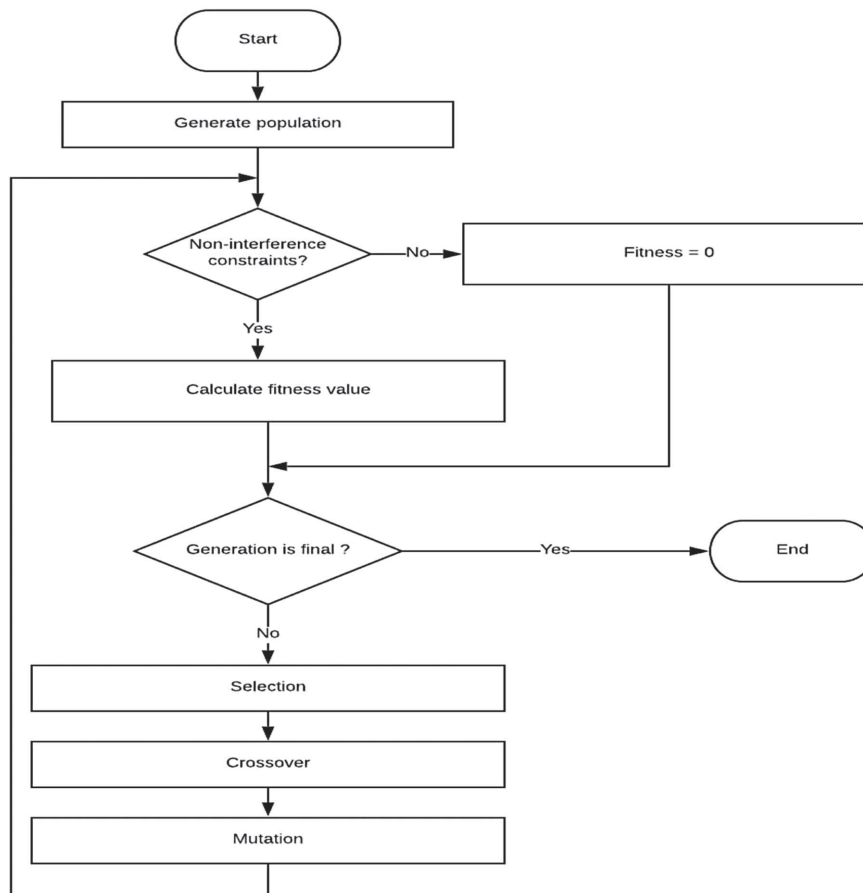 Start
Generate population
Non-interference
constraints?
No
Fitness = 0
Yes
Calculate fitness value
Generation is final ?
Yes
End
No
Selection
Crossover
Mutation